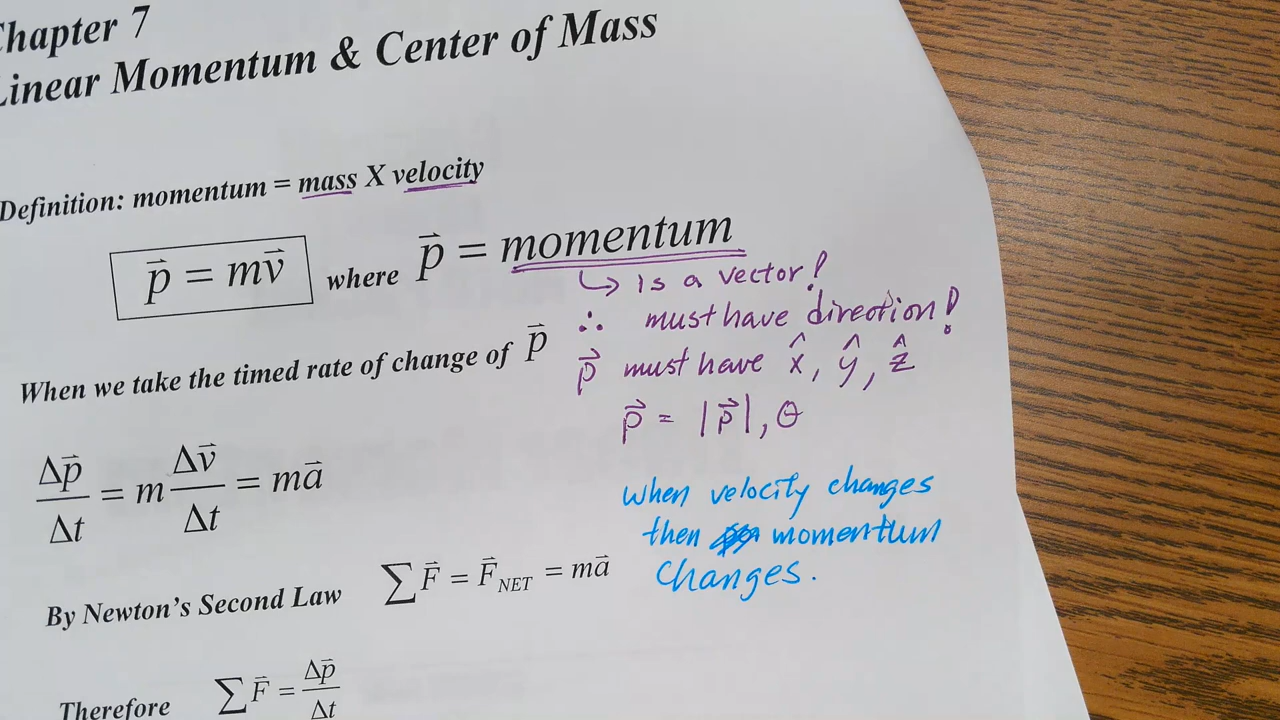 Chapter 7
Linear Momentum & Center of Mass
Definition: momentum = mass X velocity
p⃗ = mv⃗ where p⃗ = momentum
↳ is a vector!
∴ must have direction!
p⃗ must have x̂, ŷ, ẑ
p⃗ = |p⃗|, θ
When we take the timed rate of change of p⃗
Δp⃗/Δt = m Δv⃗/Δt = ma⃗
When velocity changes
then momentum
changes.
By Newton's Second Law ∑F⃗ = F⃗NET = ma⃗
Therefore ∑F⃗ = Δp⃗/Δt